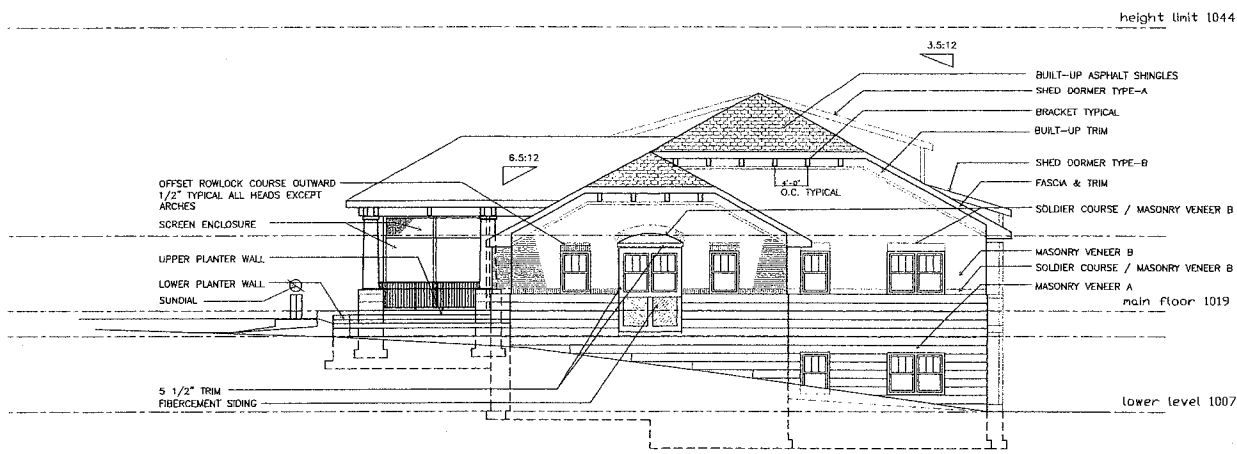 height limit 1044
3.5:12
BUILT-UP ASPHALT SHINGLES
SHED DORMER TYPE-A
BRACKET TYPICAL
BUILT-UP TRIM
SHED DORMER TYPE-B
FASCIA & TRIM
SOLDIER COURSE / MASONRY VENEER B
MASONRY VENEER B
SOLDIER COURSE / MASONRY VENEER B
MASONRY VENEER A
main floor 1019
lower level 1007
6.5:12
4'-0"
O.C. TYPICAL
OFFSET ROWLOCK COURSE OUTWARD
1/2" TYPICAL ALL HEADS EXCEPT
ARCHES
SCREEN ENCLOSURE
UPPER PLANTER WALL
LOWER PLANTER WALL
SUNDIAL
5 1/2" TRIM
FIBERCEMENT SIDING